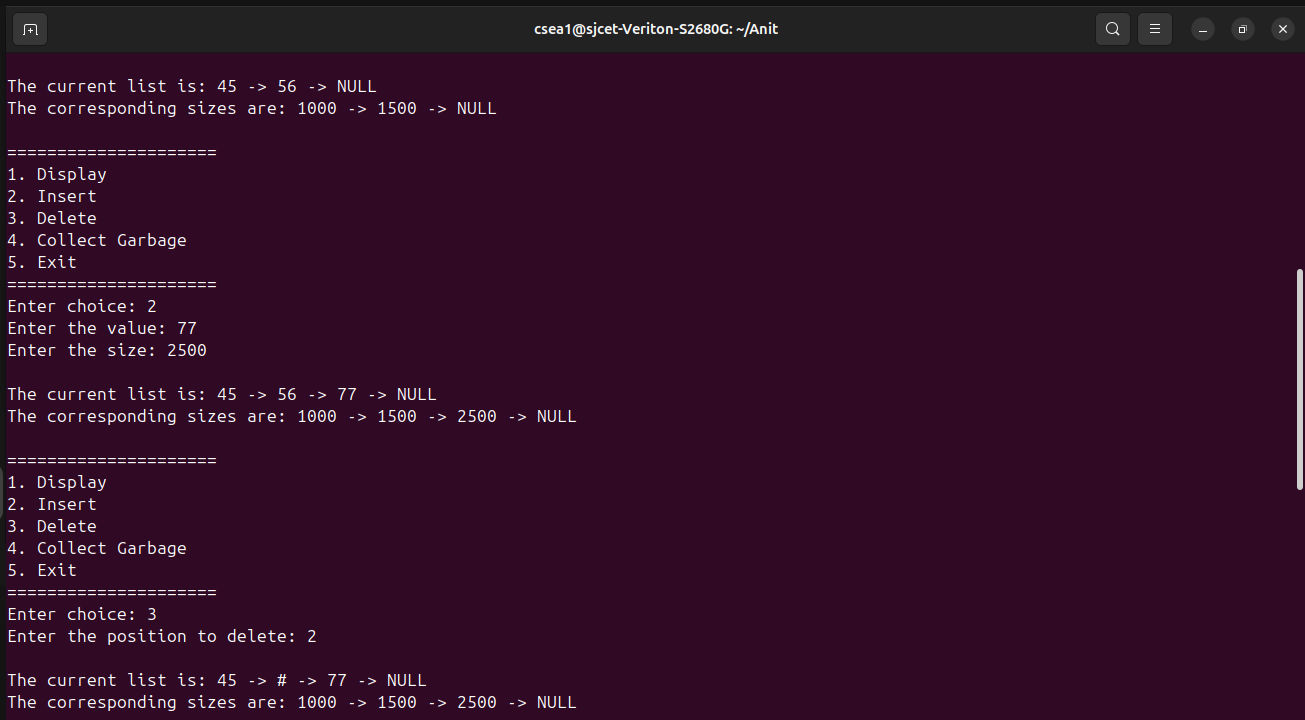 csea1@sjcet-Veriton-S2680G: ~/Anit
The current list is: 45 -> 56 -> NULL
The corresponding sizes are: 1000 -> 1500 -> NULL
=====================
1. Display
2. Insert
3. Delete
4. Collect Garbage
5. Exit
=====================
Enter choice: 2
Enter the value: 77
Enter the size: 2500
The current list is: 45 -> 56 -> 77 -> NULL
The corresponding sizes are: 1000 -> 1500 -> 2500 -> NULL
=====================
1. Display
2. Insert
3. Delete
4. Collect Garbage
5. Exit
=====================
Enter choice: 3
Enter the position to delete: 2
The current list is: 45 -> # -> 77 -> NULL
The corresponding sizes are: 1000 -> 1500 -> 2500 -> NULL